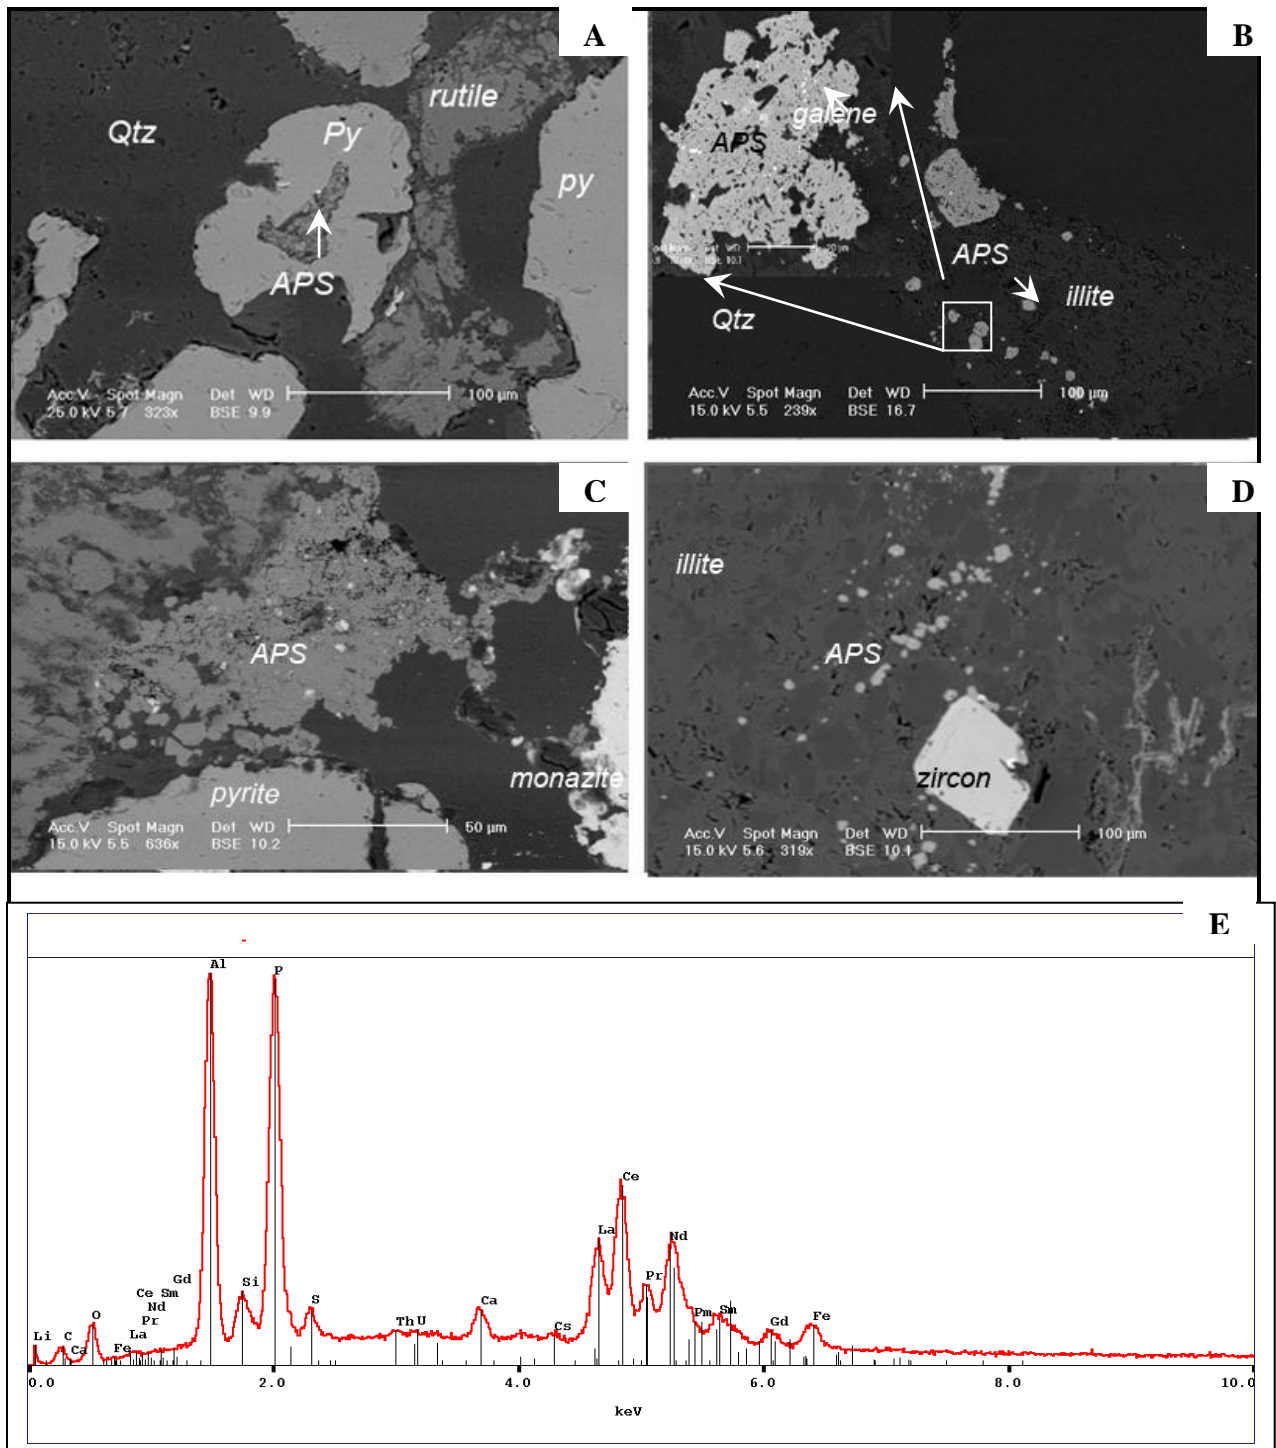 A
rutile
Qtz
Py
py
APS
Acc.V Spot Magn Det WD
25.0 kV 5.7 323x BSE 9.9
100 µm
B
galene
APS
20 µm
APS
illite
Qtz
Acc.V Spot Magn Det WD
15.0 kV 5.5 239x BSE 16.7
100 µm
C
APS
monazite
pyrite
Acc.V Spot Magn Det WD
15.0 kV 5.5 636x BSE 10.2
50 µm
D
illite
APS
zircon
Acc.V Spot Magn Det WD
15.0 kV 5.6 319x BSE 10.1
100 µm
E
Al
P
Ce
La
Nd
Gd
Ce Sm
Nd
Pr
Si
Pr
O
S
Ca
Pm
Sm
Gd
Fe
Th U
Cs
Li
C
Ca
Fe
La
0.0 2.0 4.0 6.0 8.0 10.0
keV